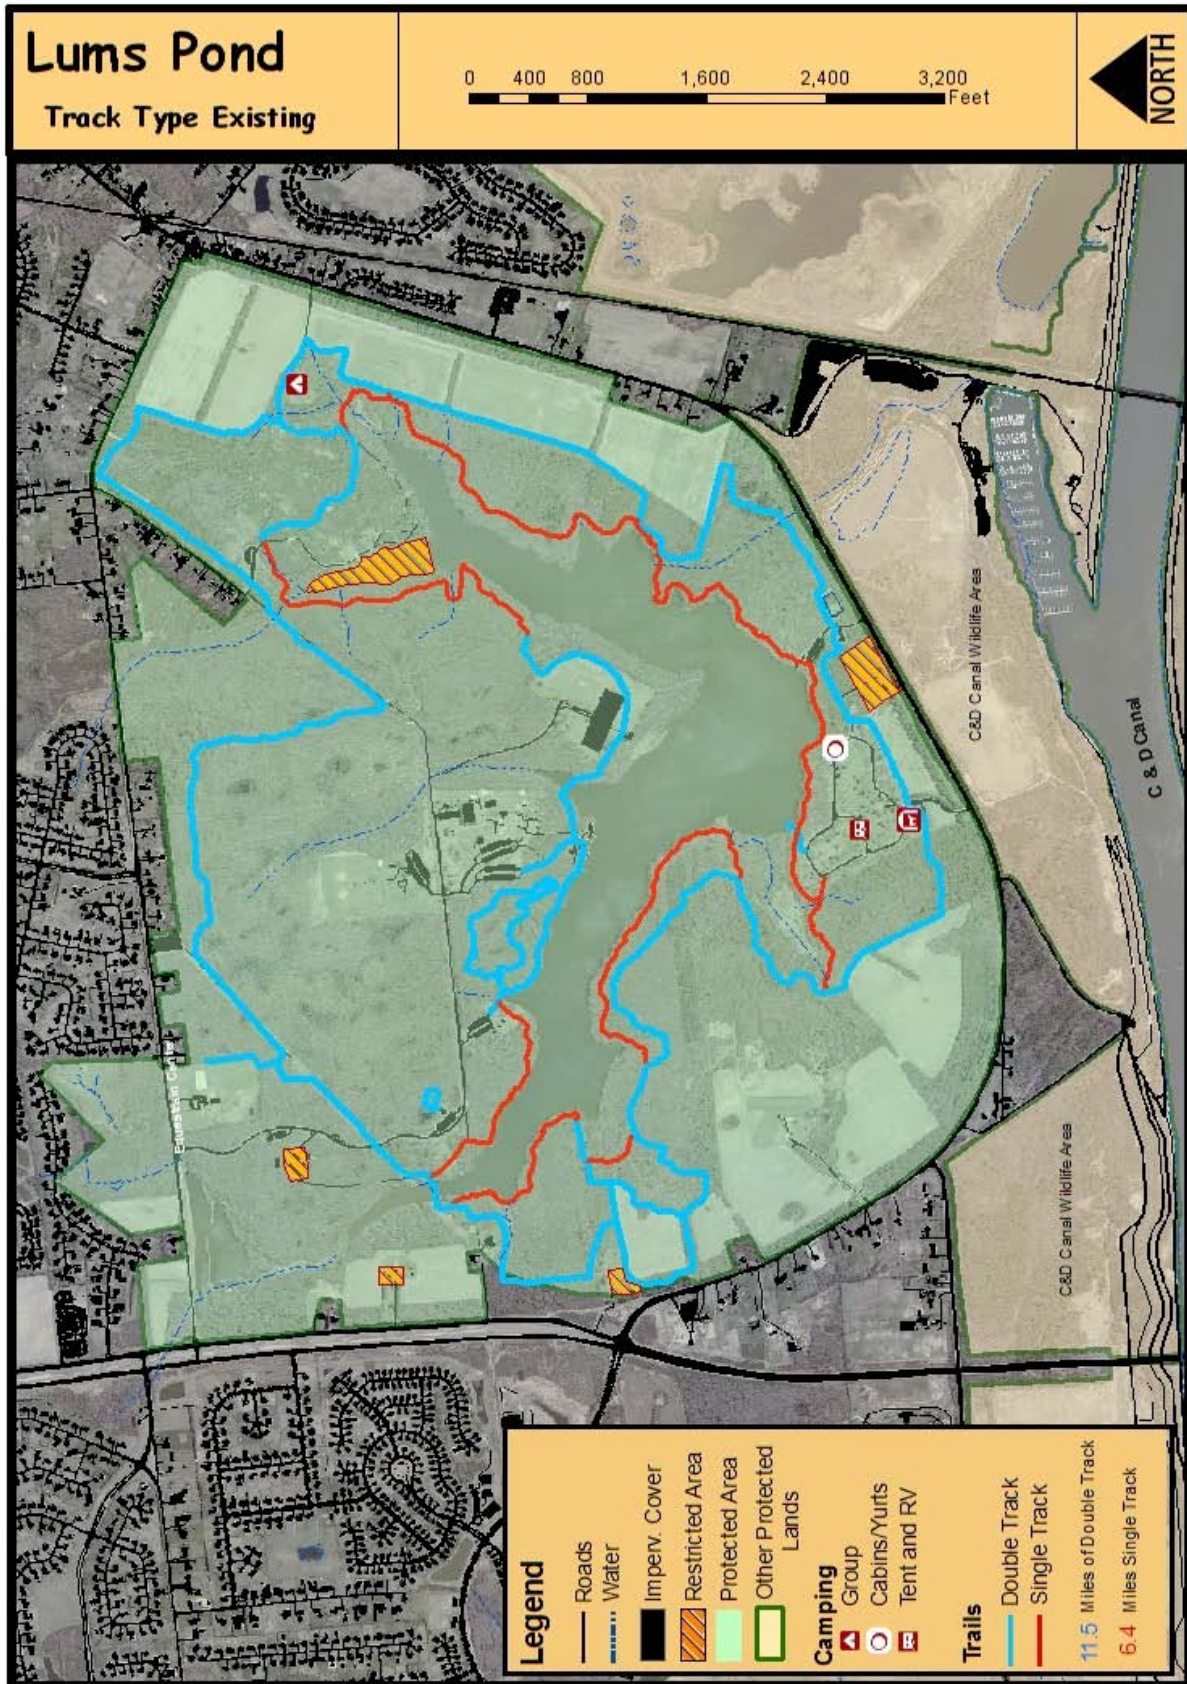 Lums Pond
Track Type Existing
0 400 800 1,600 2,400 3,200
Feet
NORTH
Equestrian Center
C&D Canal Wildlife Area
C & D Canal
C&D Canal Wildlife Area
Legend
Roads
Water
Imperv. Cover
Restricted Area
Protected Area
Other Protected
Lands
Camping
Group
Cabins/Yurts
Tent and RV
Trails
Double Track
Single Track
11.5 Miles of Double Track
6.4 Miles Single Track